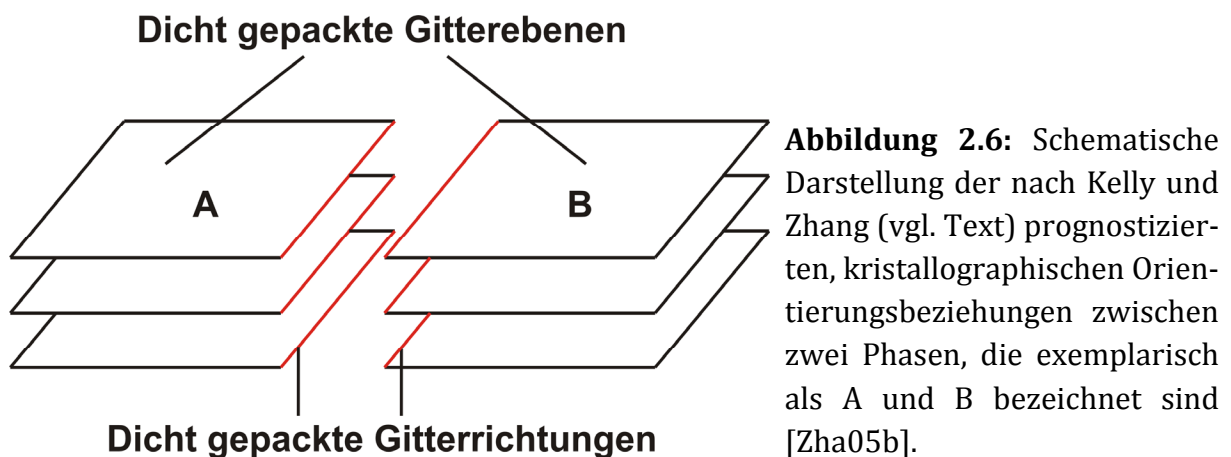 Dicht gepackte Gitterebenen
A
B
Dicht gepackte Gitterrichtungen
Abbildung 2.6: Schematische
Darstellung der nach Kelly und
Zhang (vgl. Text) prognostizier-
ten, kristallographischen Orien-
tierungsbeziehungen zwischen
zwei Phasen, die exemplarisch
als A und B bezeichnet sind
[Zha05b].